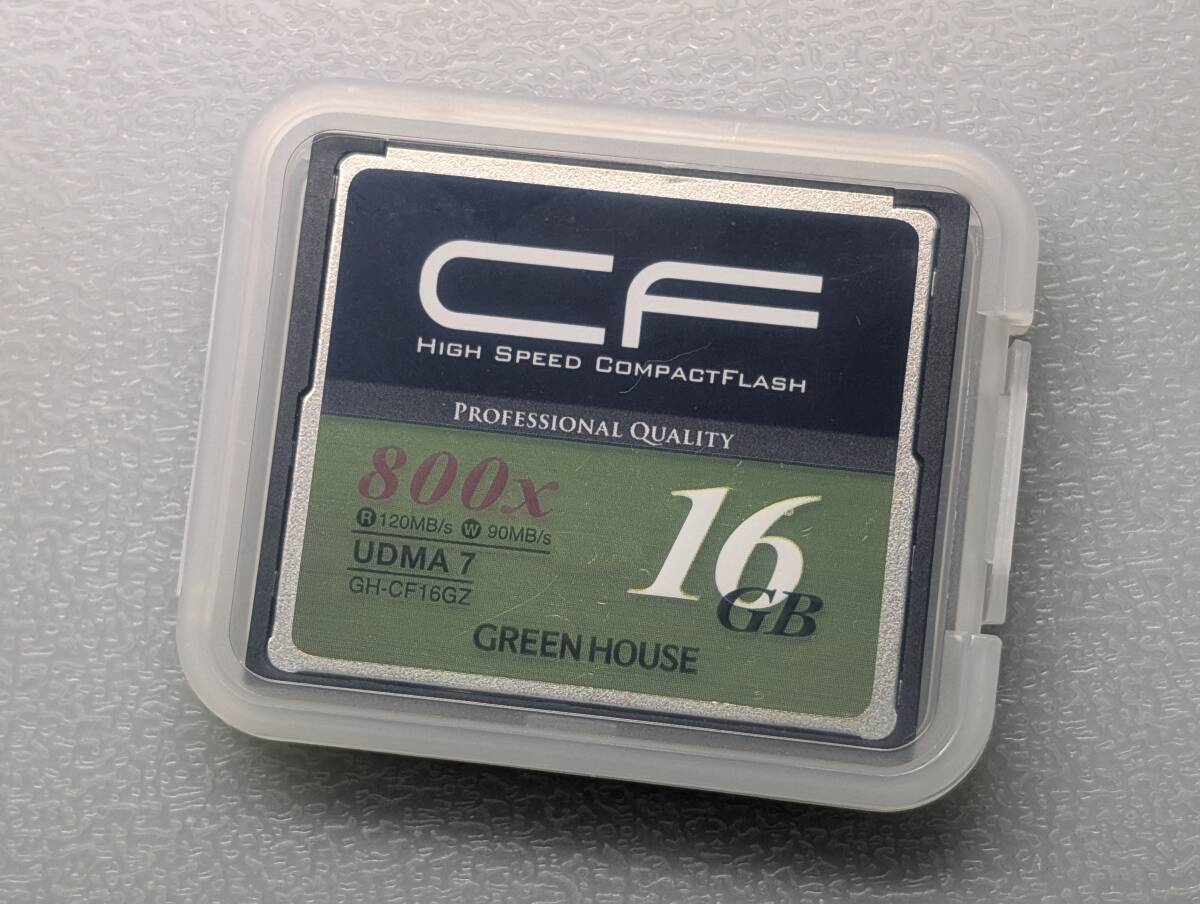 CF
HIGH SPEED COMPACTFLASH
PROFESSIONAL QUALITY
800x
R 120MB/s W 90MB/s
UDMA 7
GH-CF16GZ
16
GB
GREEN HOUSE